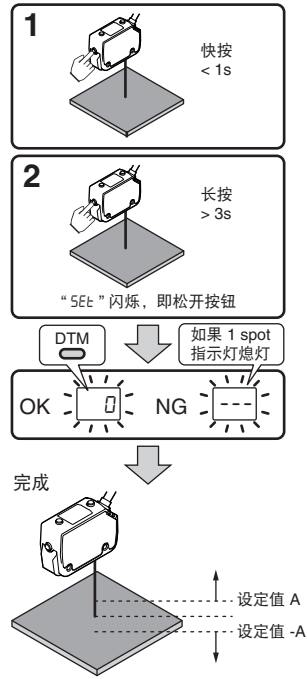 1
快按
< 1s
2
长按
> 3s
“SEt”闪烁，即松开按钮
DTM
如果 1 spot
指示灯熄灯
OK 0 NG ---
完成
设定值 A
设定值 -A